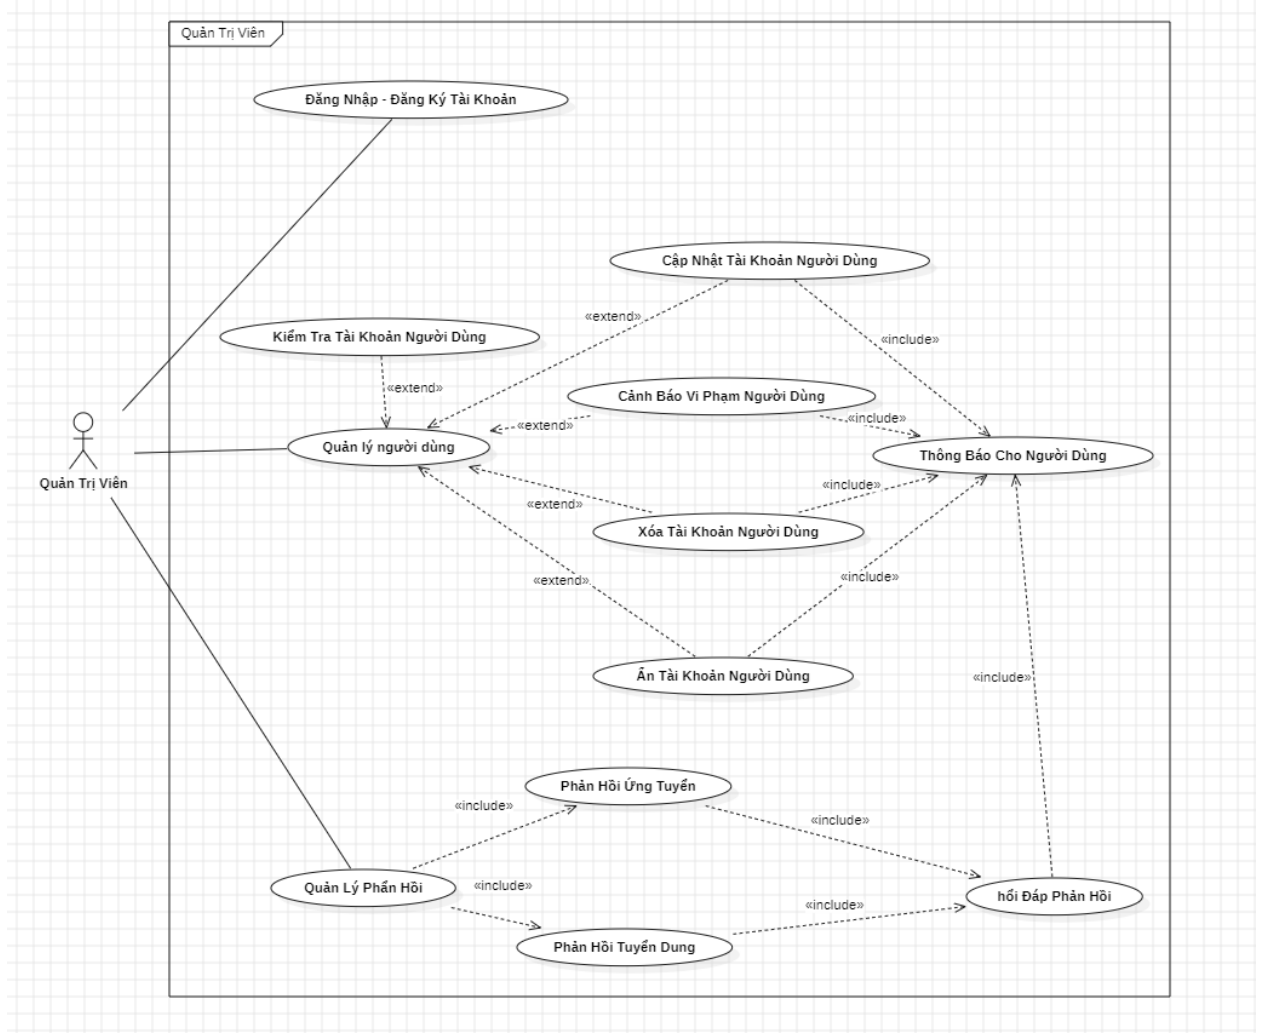 Quản Trị Viên
Đăng Nhập - Đăng Ký Tài Khoản
Cập Nhật Tài Khoản Người Dùng
«extend»
Kiểm Tra Tài Khoản Người Dùng
«include»
«extend»
Cảnh Báo Vi Phạm Người Dùng
«include»
«extend»
Quản lý người dùng
Thông Báo Cho Người Dùng
Quản Trị Viên
«include»
«extend»
Xóa Tài Khoản Người Dùng
«include»
«extend»
Ẩn Tài Khoản Người Dùng
«include»
Phản Hồi Ứng Tuyển
«include»
«include»
Quản Lý Phẩn Hồi
«include»
hổi Đáp Phản Hồi
«include»
Phản Hồi Tuyển Dung